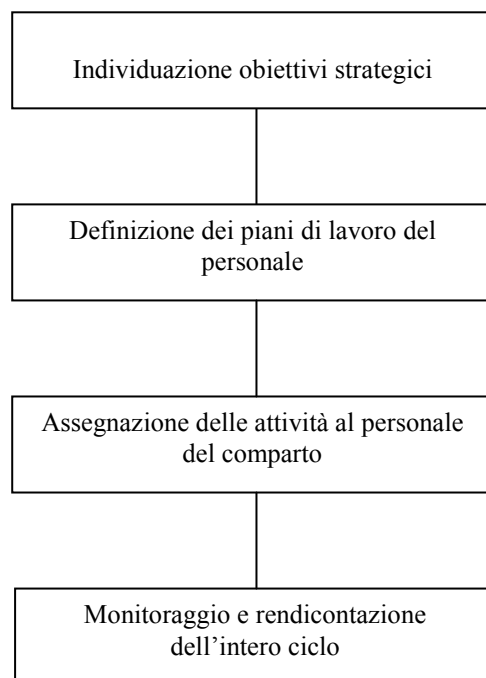 Individuazione obiettivi strategici
Definizione dei piani di lavoro del
personale
Assegnazione delle attività al personale
del comparto
Monitoraggio e rendicontazione
dell’intero ciclo